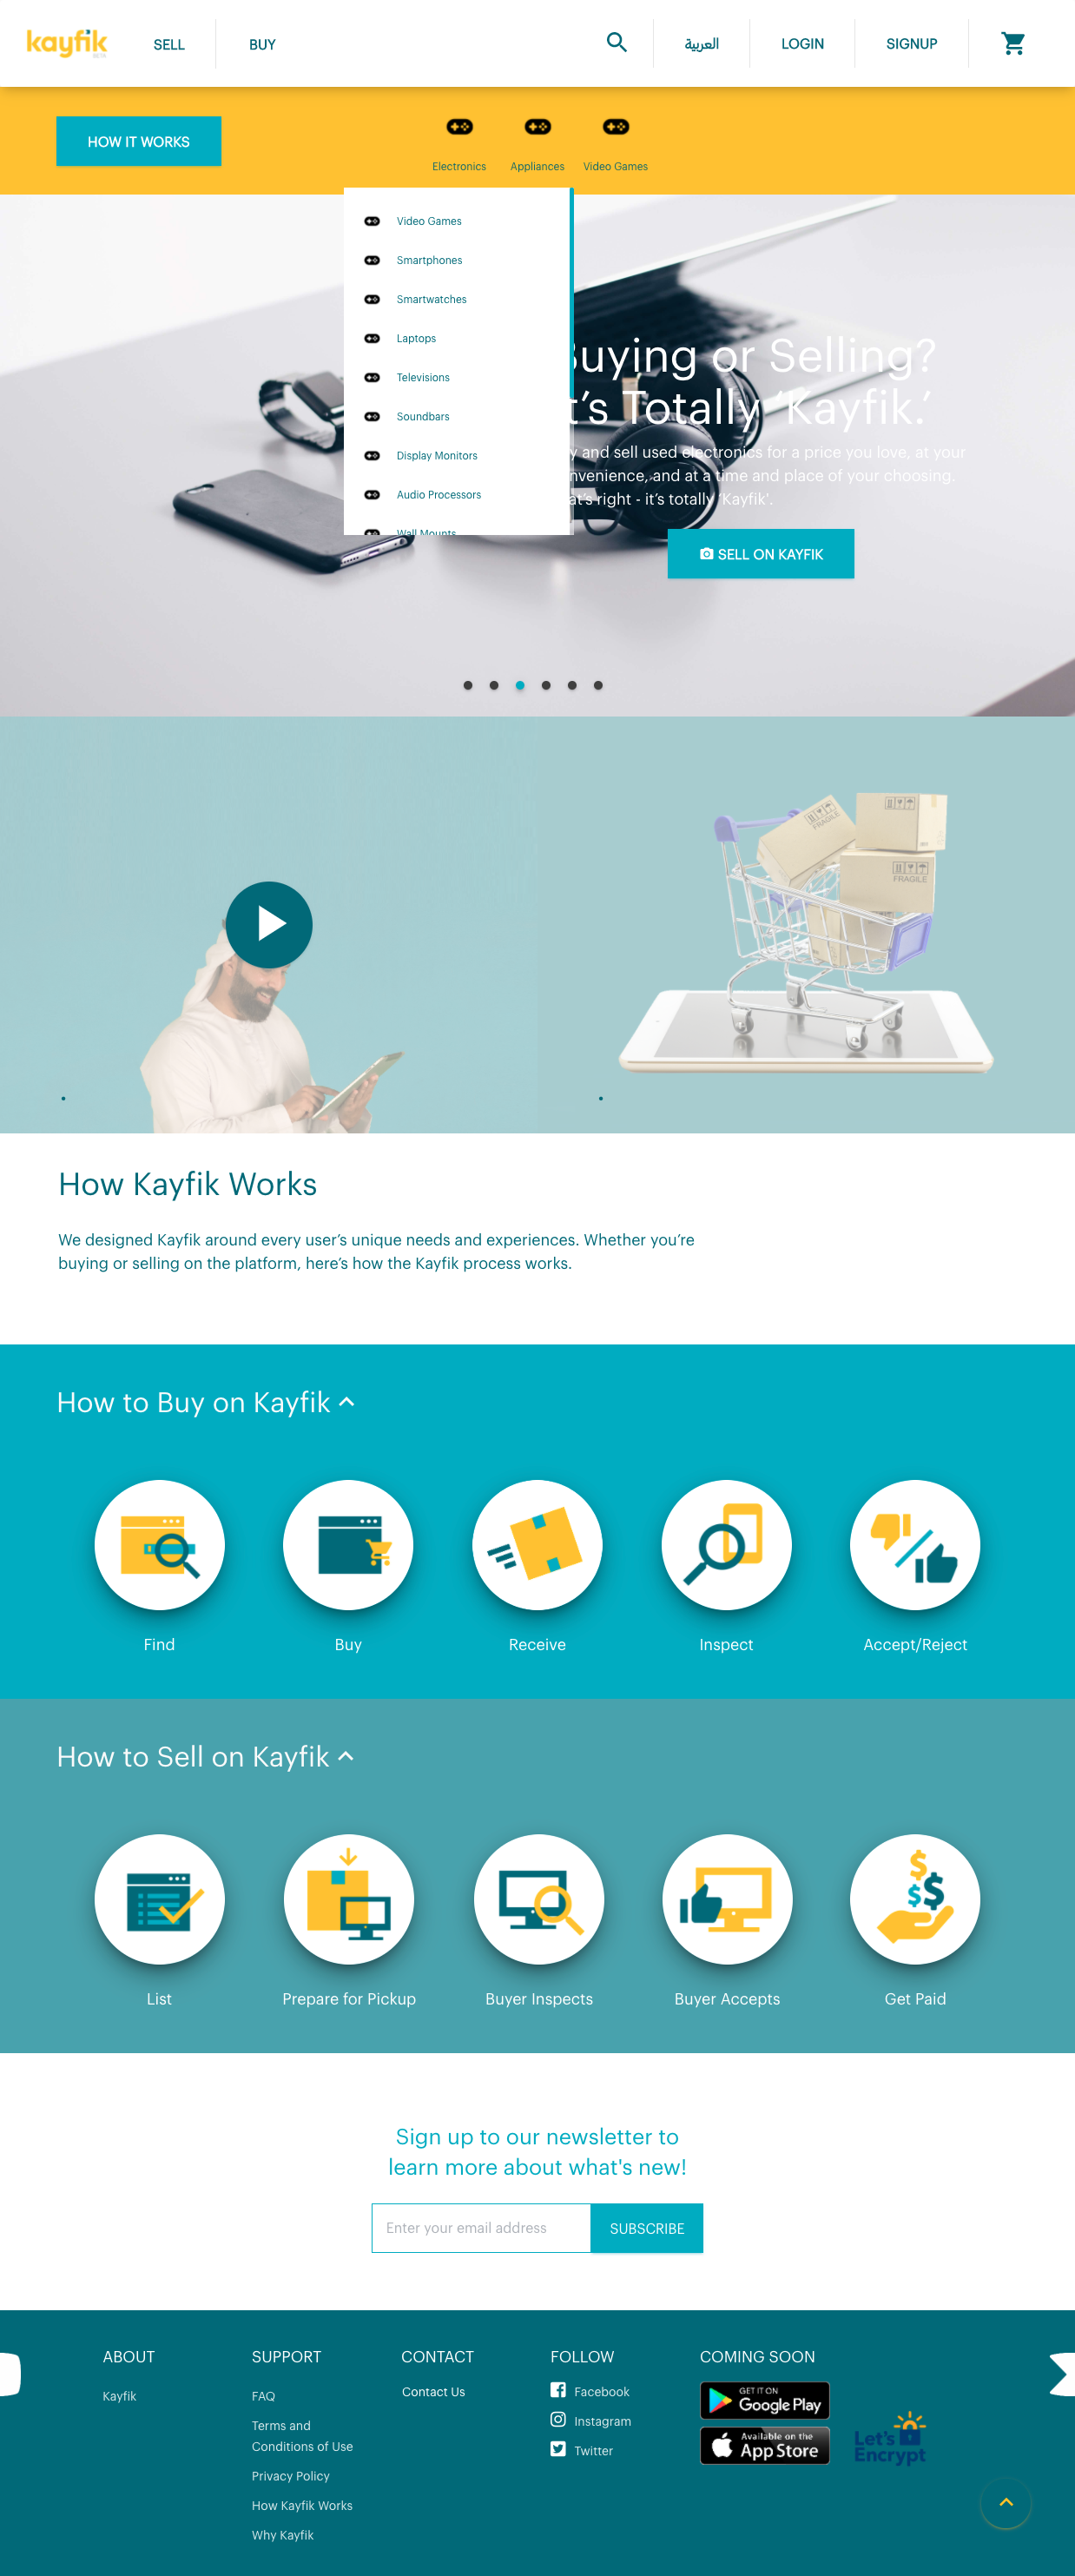 kayfik
BETA
SELL
BUY
العربية
LOGIN
SIGNUP
HOW IT WORKS
Electronics
Appliances
Video Games
Video Games
Smartphones
Smartwatches
Laptops
Televisions
Soundbars
Display Monitors
Audio Processors
Wall Mounts
Buying or Selling?
It's Totally ‘Kayfik.’
y and sell used electronics for a price you love, at your
nvenience, and at a time and place of your choosing.
at's right - it's totally ‘Kayfik'.
SELL ON KAYFIK
FRAGILE
FRAGILE
How Kayfik Works
We designed Kayfik around every user’s unique needs and experiences. Whether you’re
buying or selling on the platform, here’s how the Kayfik process works.
How to Buy on Kayfik
Find
Buy
Receive
Inspect
Accept/Reject
How to Sell on Kayfik
List
Prepare for Pickup
Buyer Inspects
Buyer Accepts
Get Paid
Sign up to our newsletter to
learn more about what's new!
Enter your email address
SUBSCRIBE
ABOUT
Kayfik
SUPPORT
FAQ
Terms and
Conditions of Use
Privacy Policy
How Kayfik Works
Why Kayfik
CONTACT
Contact Us
FOLLOW
Facebook
Instagram
Twitter
COMING SOON
GET IT ON
Google Play
Available on the
App Store
Let's
Encrypt